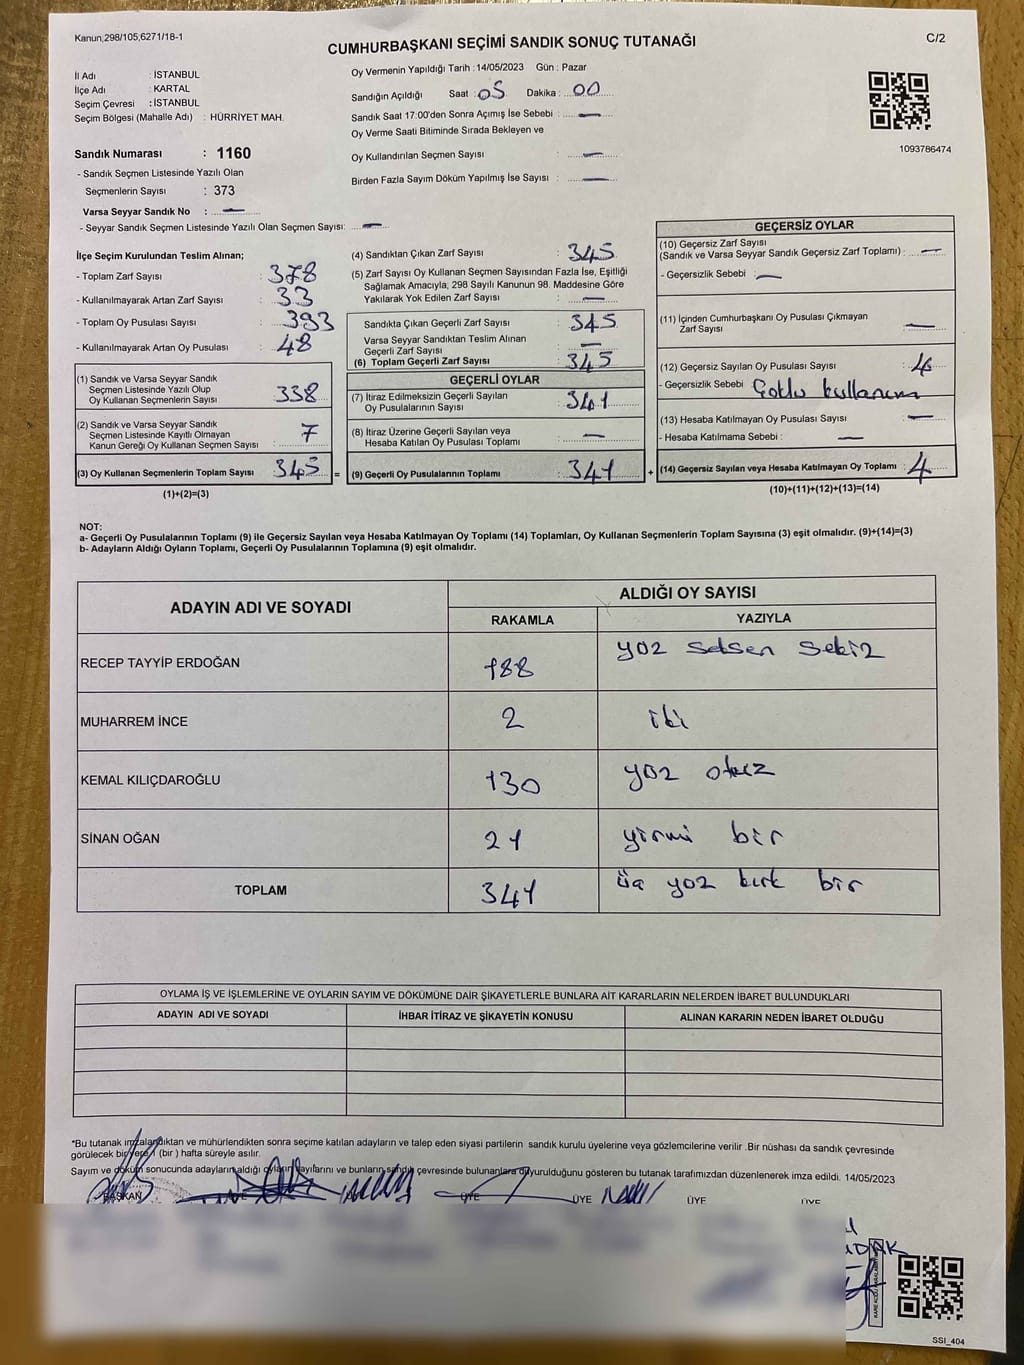 Kanun,298/105,6271/18-1
CUMHURBAŞKANI SEÇİMİ SANDIK SONUÇ TUTANAĞI
C/2
İl Adı : İSTANBUL
İlçe Adı : KARTAL
Seçim Çevresi : İSTANBUL
Seçim Bölgesi (Mahalle Adı) : HÜRRİYET MAH.
Oy Vermenin Yapıldığı Tarih : 14/05/2023 Gün : Pazar
Sandığın Açıldığı Saat : 05 Dakika : 00
Sandık Saat 17:00'den Sonra Açımış İse Sebebi : —
Oy Verme Saati Bitiminde Sırada Bekleyen ve
Oy Kullandırılan Seçmen Sayısı : —
Birden Fazla Sayım Döküm Yapılmış İse Sayısı : —
1093786474
Sandık Numarası : 1160
- Sandık Seçmen Listesinde Yazılı Olan
Seçmenlerin Sayısı : 373
Varsa Seyyar Sandık No : —
- Seyyar Sandık Seçmen Listesinde Yazılı Olan Seçmen Sayısı: —
İlçe Seçim Kurulundan Teslim Alınan;
- Toplam Zarf Sayısı : 378
- Kullanılmayarak Artan Zarf Sayısı : 33
- Toplam Oy Pusulası Sayısı : 393
- Kullanılmayarak Artan Oy Pusulası : 48
(1) Sandık ve Varsa Seyyar Sandık
Seçmen Listesinde Yazılı Olup
Oy Kullanan Seçmenlerin Sayısı : 338
(2) Sandık ve Varsa Seyyar Sandık
Seçmen Listesinde Kayıtlı Olmayan
Kanun Gereği Oy Kullanan Seçmen Sayısı : 7
(3) Oy Kullanan Seçmenlerin Toplam Sayısı : 345 =
(1)+(2)=(3)
(4) Sandıktan Çıkan Zarf Sayısı : 345
(5) Zarf Sayısı Oy Kullanan Seçmen Sayısından Fazla İse, Eşitliği
Sağlamak Amacıyla, 298 Sayılı Kanunun 98. Maddesine Göre
Yakılarak Yok Edilen Zarf Sayısı : —
Sandıkta Çıkan Geçerli Zarf Sayısı : 345
Varsa Seyyar Sandıktan Teslim Alınan
Geçerli Zarf Sayısı : —
(6) Toplam Geçerli Zarf Sayısı : 345
GEÇERLİ OYLAR
(7) İtiraz Edilmeksizin Geçerli Sayılan
Oy Pusulalarının Sayısı : 341
(8) İtiraz Üzerine Geçerli Sayılan veya
Hesaba Katılan Oy Pusulası Toplamı : —
(9) Geçerli Oy Pusulalarının Toplamı : 341 +
GEÇERSİZ OYLAR
(10) Geçersiz Zarf Sayısı
(Sandık ve Varsa Seyyar Sandık Geçersiz Zarf Toplamı) : —
- Geçersizlik Sebebi : —
(11) İçinden Cumhurbaşkanı Oy Pusulası Çıkmayan
Zarf Sayısı : —
(12) Geçersiz Sayılan Oy Pusulası Sayısı : 4
- Geçersizlik Sebebi : Çoklu kullanım
(13) Hesaba Katılmayan Oy Pusulası Sayısı : —
- Hesaba Katılmama Sebebi : —
(14) Geçersiz Sayılan veya Hesaba Katılmayan Oy Toplamı : 4
(10)+(11)+(12)+(13)=(14)
NOT:
a- Geçerli Oy Pusulalarının Toplamı (9) ile Geçersiz Sayılan veya Hesaba Katılmayan Oy Toplamı (14) Toplamları, Oy Kullanan Seçmenlerin Toplam Sayısına (3) eşit olmalıdır. (9)+(14)=(3)
b- Adayların Aldığı Oyların Toplamı, Geçerli Oy Pusulalarının Toplamına (9) eşit olmalıdır.
ADAYIN ADI VE SOYADI
ALDIĞI OY SAYISI
RAKAMLA YAZIYLA
RECEP TAYYİP ERDOĞAN 188 yüz seksen sekiz
MUHARREM İNCE 2 iki
KEMAL KILIÇDAROĞLU 130 yüz otuz
SİNAN OĞAN 21 yirmi bir
TOPLAM 341 üç yüz kırk bir
OYLAMA İŞ VE İŞLEMLERİNE VE OYLARIN SAYIM VE DÖKÜMÜNE DAİR ŞİKAYETLERLE BUNLARA AİT KARARLARIN NELERDEN İBARET BULUNDUKLARI
ADAYIN ADI VE SOYADI İHBAR İTİRAZ VE ŞİKAYETİN KONUSU ALINAN KARARIN NEDEN İBARET OLDUĞU
*Bu tutanak imzalandıktan ve mühürlendikten sonra seçime katılan adayların ve talep eden siyasi partilerin sandık kurulu üyelerine veya gözlemcilerine verilir .Bir nüshası da sandık çevresinde
görülecek bir yere 1 (bir ) hafta süreyle asılır.
Sayım ve döküm sonucunda adayların aldığı oyların sayılarını ve bunların sandık çevresinde bulunanlara duyurulduğunu gösteren bu tutanak tarafımızdan düzenlenerek imza edildi. 14/05/2023
BAŞKAN ÜYE ÜYE ÜYE ÜYE
SSI_404